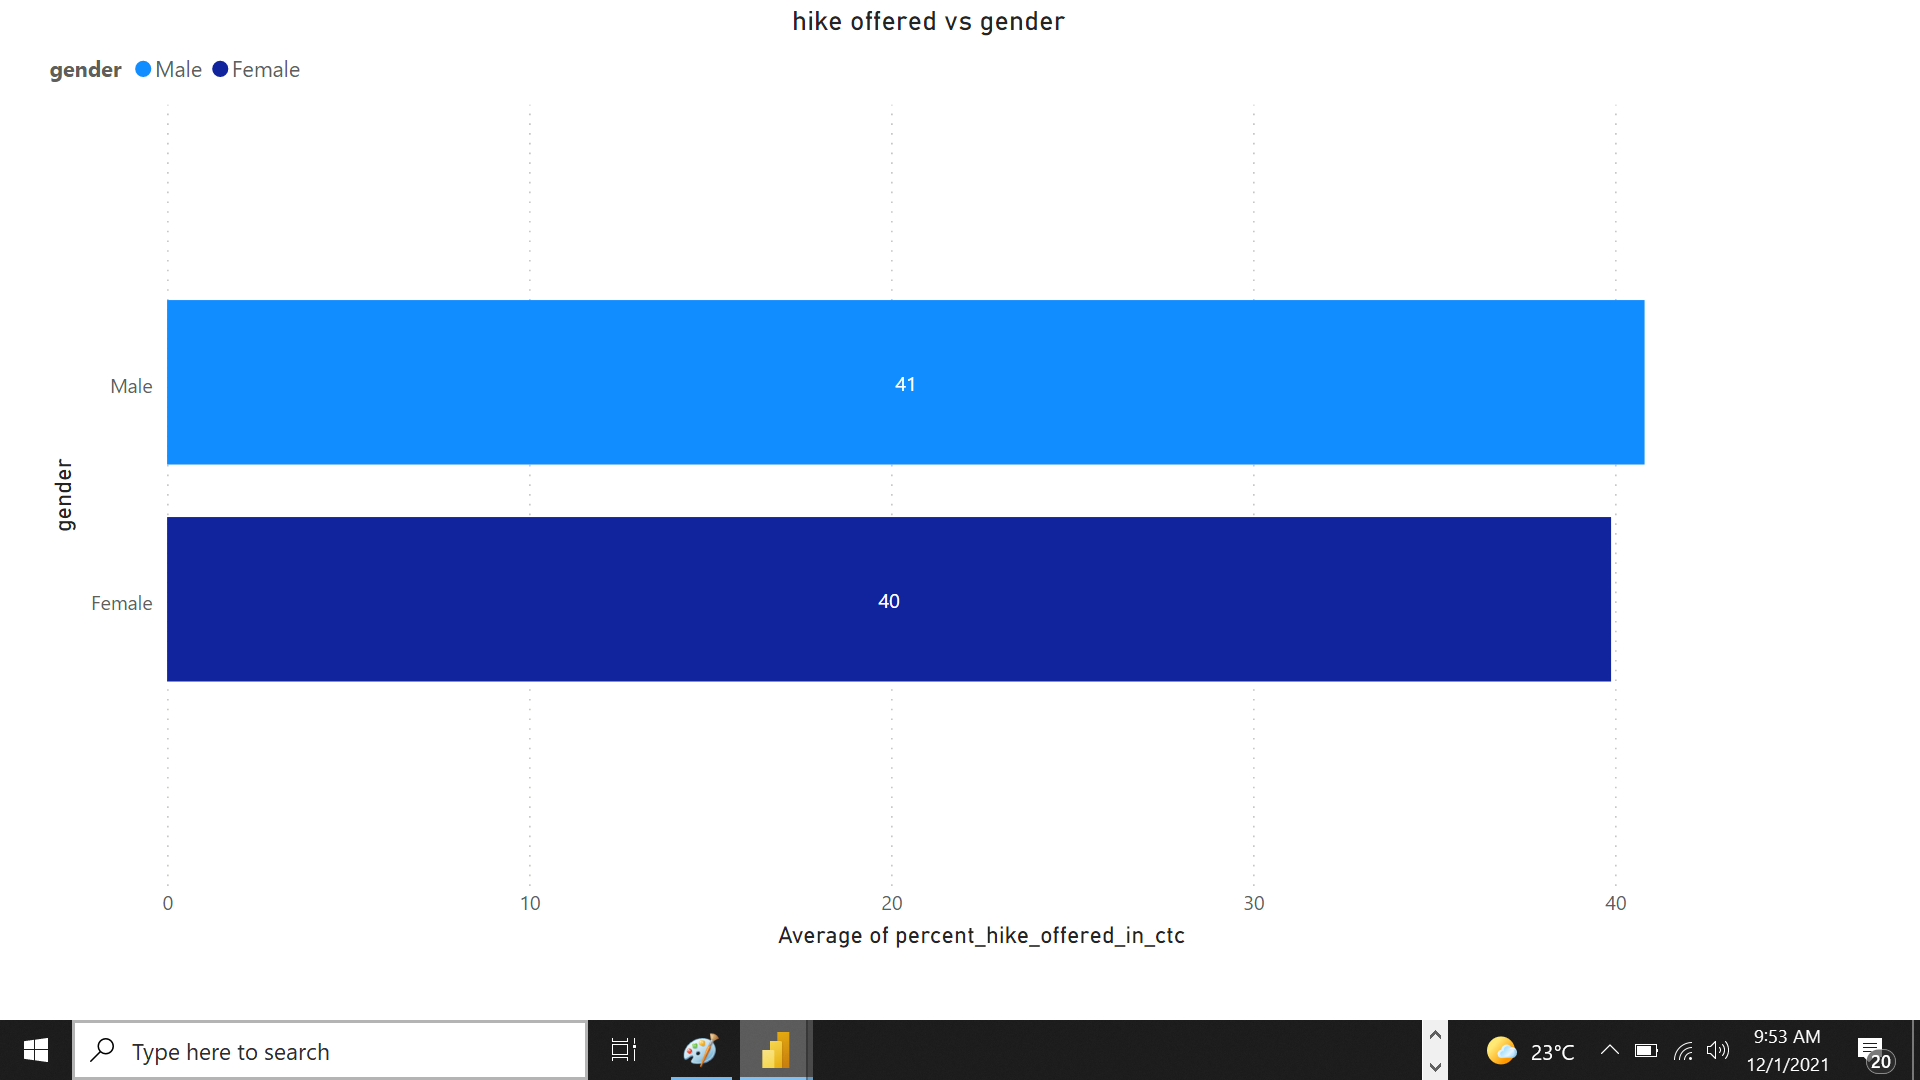 hike offered vs gender
gender Male Female
Male
41
gender
Female
40
0 10 20 30 40
Average of percent_hike_offered_in_ctc
Type here to search
23°C
9:53 AM
12/1/2021
20